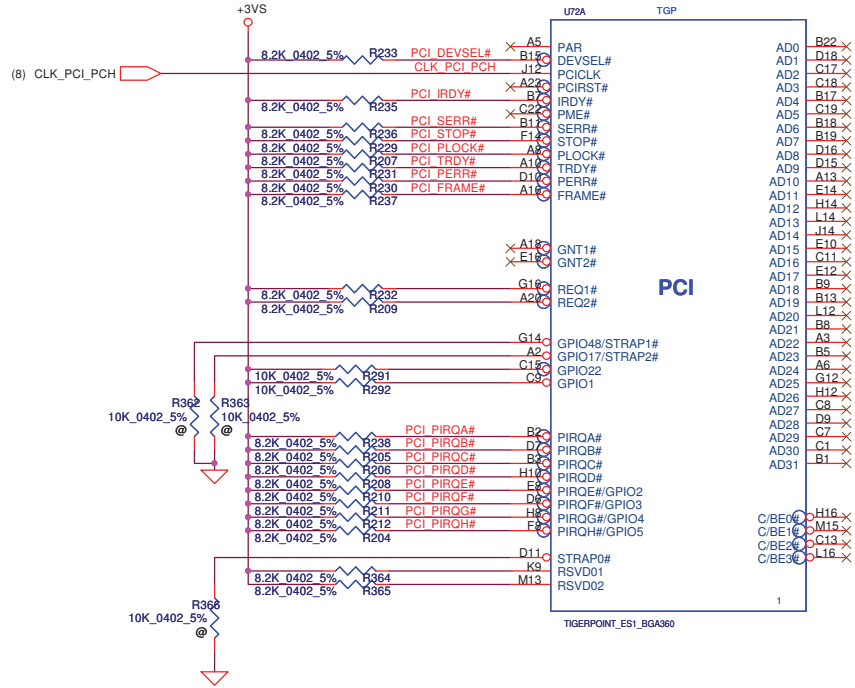 +3VS
U72A TGP
(8) CLK_PCI_PCH
8.2K_0402_5% R233 PCI_DEVSEL#
CLK_PCI_PCH
8.2K_0402_5% R235 PCI_IRDY#
PCI_SERR#
8.2K_0402_5% R236 PCI_STOP#
8.2K_0402_5% R229 PCI_PLOCK#
8.2K_0402_5% R207 PCI_TRDY#
8.2K_0402_5% R231 PCI_PERR#
8.2K_0402_5% R230 PCI_FRAME#
8.2K_0402_5% R237
8.2K_0402_5% R232
8.2K_0402_5% R209
10K_0402_5% R291
10K_0402_5% R292
R362 R363
10K_0402_5% 10K_0402_5%
@ @
PCI_PIRQA#
8.2K_0402_5% R238 PCI_PIRQB#
8.2K_0402_5% R205 PCI_PIRQC#
8.2K_0402_5% R206 PCI_PIRQD#
8.2K_0402_5% R208 PCI_PIRQE#
8.2K_0402_5% R210 PCI_PIRQF#
8.2K_0402_5% R211 PCI_PIRQG#
8.2K_0402_5% R212 PCI_PIRQH#
8.2K_0402_5% R204
8.2K_0402_5% R364
8.2K_0402_5% R365
R366
10K_0402_5%
@
A5 PAR
B15 DEVSEL#
J12 PCICLK
A23 PCIRST#
B7 IRDY#
C22 PME#
B11 SERR#
F14 STOP#
A8 PLOCK#
A10 TRDY#
D10 PERR#
A16 FRAME#
A18 GNT1#
E16 GNT2#
G16 REQ1#
A20 REQ2#
G14 GPIO48/STRAP1#
A2 GPIO17/STRAP2#
C15 GPIO22
C9 GPIO1
B2 PIRQA#
D7 PIRQB#
B3 PIRQC#
H10 PIRQD#
E8 PIRQE#/GPIO2
D6 PIRQF#/GPIO3
H8 PIRQG#/GPIO4
F8 PIRQH#/GPIO5
D11 STRAP0#
K9 RSVD01
M13 RSVD02
PCI
AD0 B22
AD1 D18
AD2 C17
AD3 C18
AD4 B17
AD5 C19
AD6 B18
AD7 B19
AD8 D16
AD9 D15
AD10 A13
AD11 E14
AD12 H14
AD13 L14
AD14 J14
AD15 E10
AD16 C11
AD17 E12
AD18 B9
AD19 B13
AD20 L12
AD21 B8
AD22 A3
AD23 B5
AD24 A6
AD25 G12
AD26 H12
AD27 C8
AD28 D9
AD29 C7
AD30 C1
AD31 B1
C/BE0# H16
C/BE1# M15
C/BE2# C13
C/BE3# L16
1
TIGERPOINT_ES1_BGA360